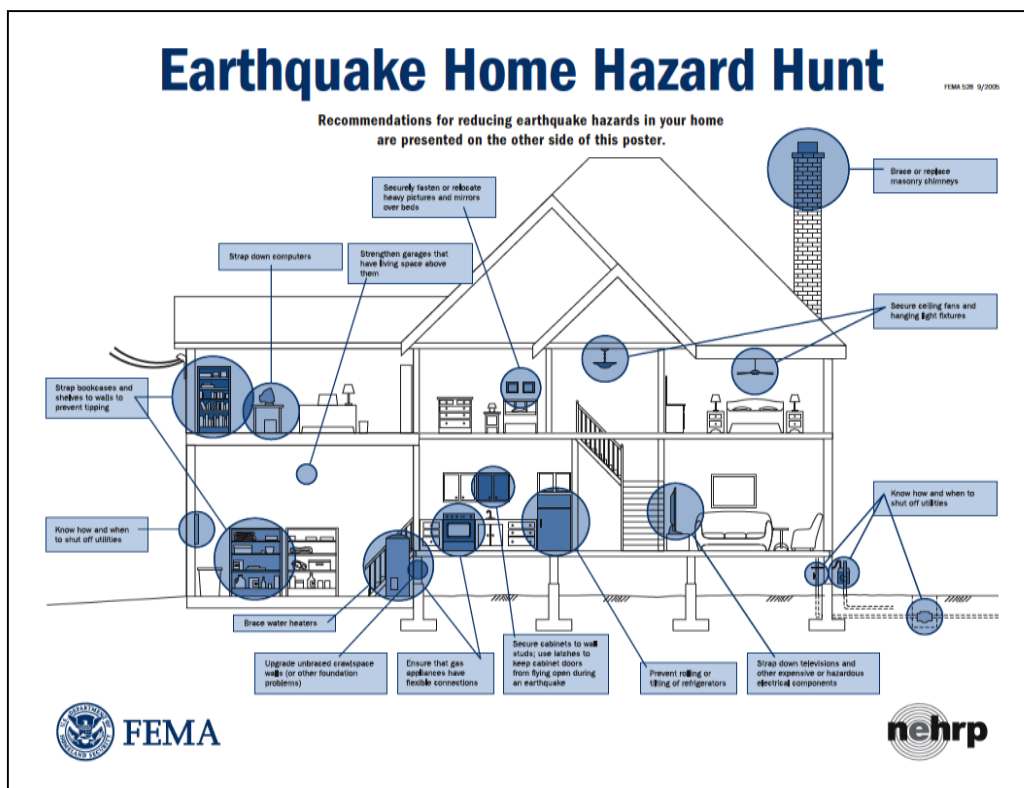 Earthquake Home Hazard Hunt
FEMA 528 9/2005
Recommendations for reducing earthquake hazards in your home
are presented on the other side of this poster.
Brace or replace
masonry chimneys
Securely fasten or relocate
heavy pictures and mirrors
over beds
Strap down computers
Strengthen garages that
have living space above
them
Secure ceiling fans and
hanging light fixtures
Strap bookcases and
shelves to walls to
prevent tipping
Know how and when
to shut off utilities
Know how and when to
shut off utilities
Brace water heaters
Upgrade unbraced crawlspace
walls (or other foundation
problems)
Ensure that gas
appliances have
flexible connections
Secure cabinets to wall
studs; use latches to
keep cabinet doors
from flying open during
an earthquake
Prevent rolling or
tilting of refrigerators
Strap down televisions and
other expensive or hazardous
electrical components
U.S. DEPARTMENT OF
HOMELAND SECURITY
FEMA
nehrp